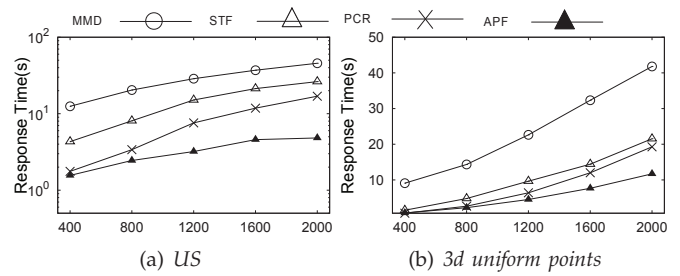 MMD STF PCR APF
Response Time(s)
10²
10¹
10⁰
400 800 1200 1600 2000
(a) US
Response Time(s)
50
40
30
20
10
400 800 1200 1600 2000
(b) 3d uniform points